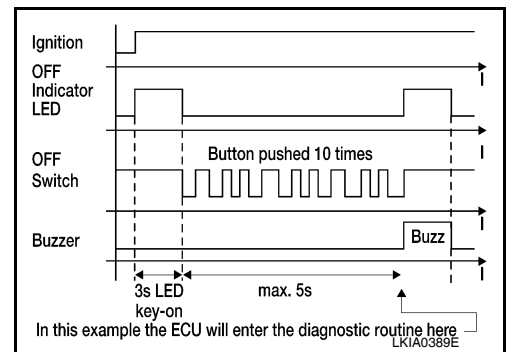 Ignition
OFF
Indicator
LED
OFF
Switch
Button pushed 10 times
Buzzer
Buzz
3s LED
key-on
max. 5s
In this example the ECU will enter the diagnostic routine here
LKIA0389E
I
I
I
I